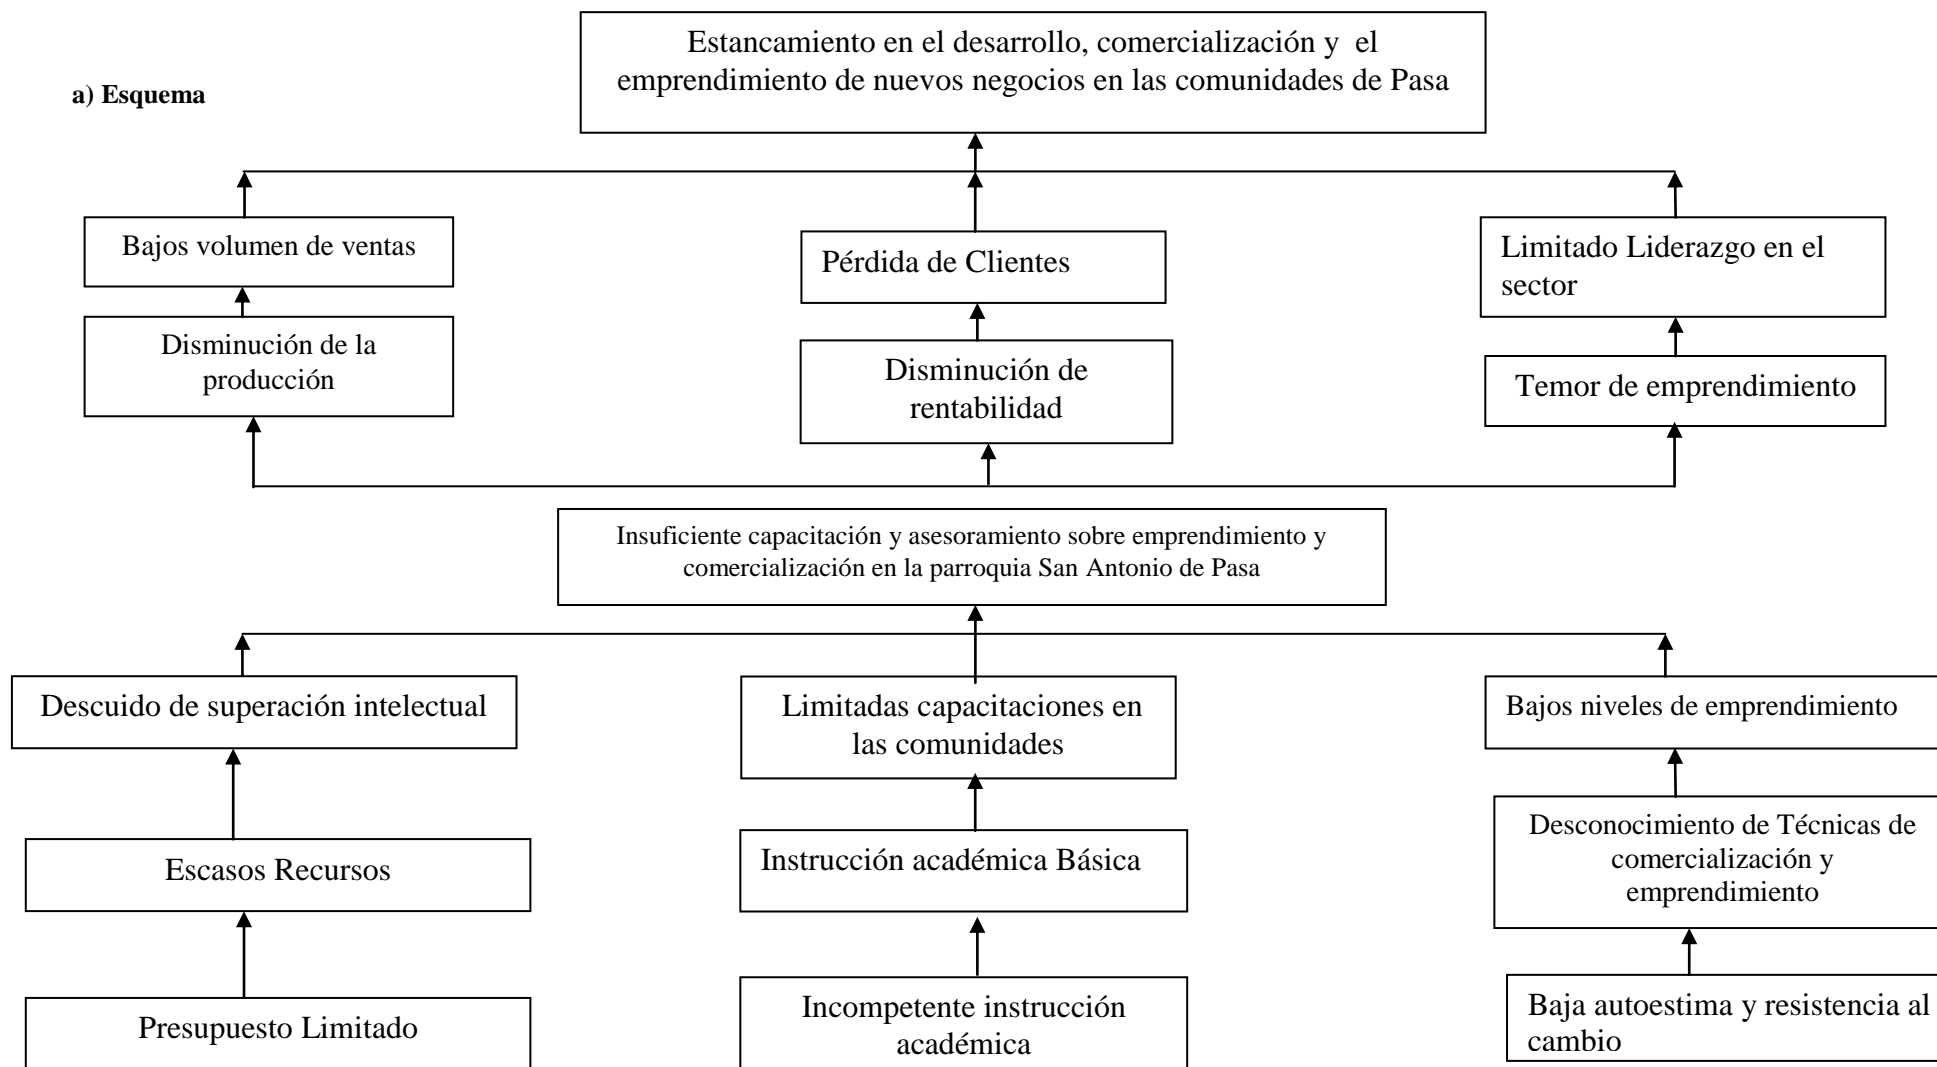 Estancamiento en el desarrollo, comercialización y  el
emprendimiento de nuevos negocios en las comunidades de Pasa
a) Esquema
Bajos volumen de ventas
Pérdida de Clientes
Limitado Liderazgo en el
sector
Disminución de la
producción
Disminución de
rentabilidad
Temor de emprendimiento
Insuficiente capacitación y asesoramiento sobre emprendimiento y
comercialización en la parroquia San Antonio de Pasa
Descuido de superación intelectual
Limitadas capacitaciones en
las comunidades
Bajos niveles de emprendimiento
Escasos Recursos
Instrucción académica Básica
Desconocimiento de Técnicas de
comercialización y
emprendimiento
Presupuesto Limitado
Incompetente instrucción
académica
Baja autoestima y resistencia al
cambio